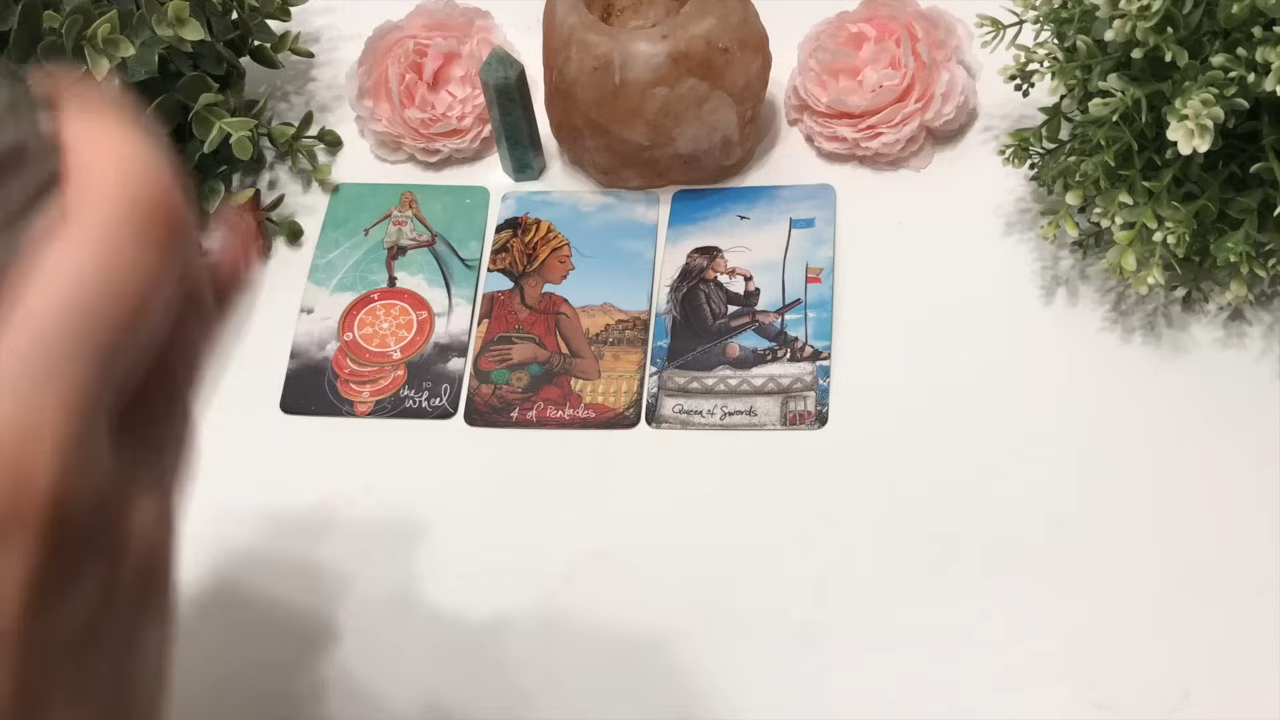 T A R O
the 10
wheel
4 of Pentacles
Queen of Swords